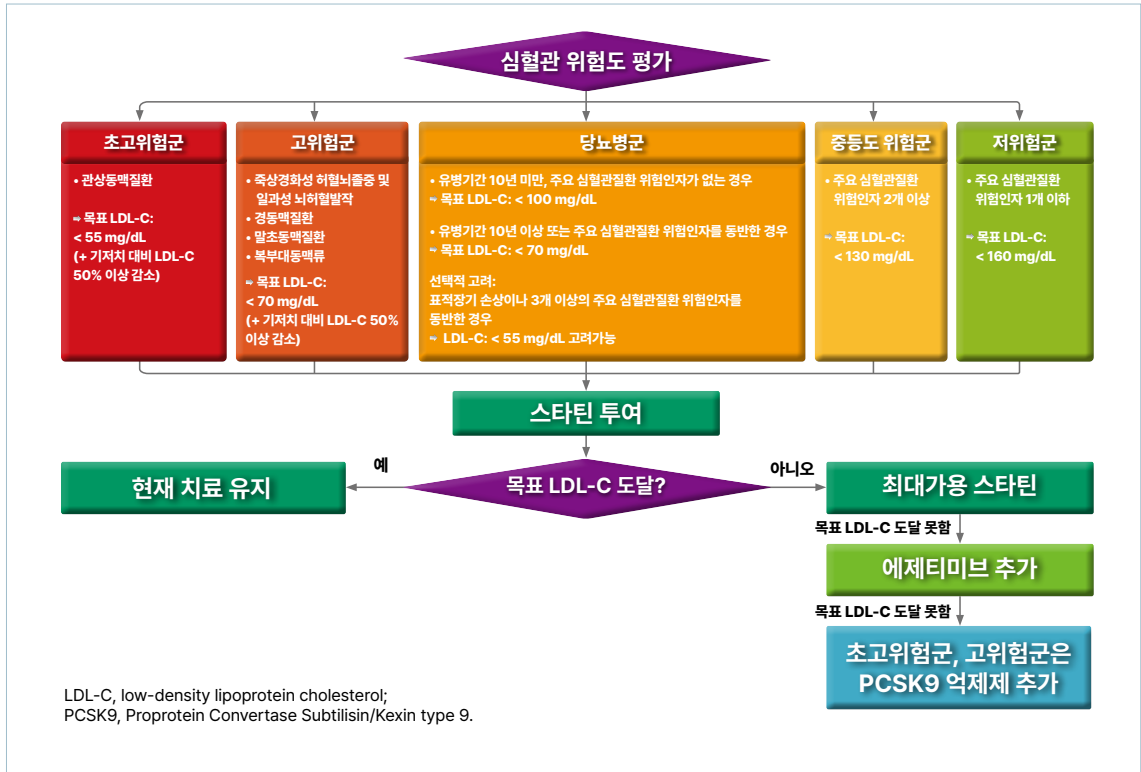 심혈관 위험도 평가
초고위험군
• 관상동맥질환
⇒ 목표 LDL-C:
< 55 mg/dL
(+ 기저치 대비 LDL-C
50% 이상 감소)
고위험군
• 죽상경화성 허혈뇌졸중 및
일과성 뇌허혈발작
• 경동맥질환
• 말초동맥질환
• 복부대동맥류
⇒ 목표 LDL-C:
< 70 mg/dL
(+ 기저치 대비 LDL-C 50%
이상 감소)
당뇨병군
• 유병기간 10년 미만, 주요 심혈관질환 위험인자가 없는 경우
⇒ 목표 LDL-C: < 100 mg/dL
• 유병기간 10년 이상 또는 주요 심혈관질환 위험인자를 동반한 경우
⇒ 목표 LDL-C: < 70 mg/dL
선택적 고려:
표적장기 손상이나 3개 이상의 주요 심혈관질환 위험인자를
동반한 경우
⇒ LDL-C: < 55 mg/dL 고려가능
중등도 위험군
• 주요 심혈관질환
위험인자 2개 이상
⇒ 목표 LDL-C:
< 130 mg/dL
저위험군
• 주요 심혈관질환
위험인자 1개 이하
⇒ 목표 LDL-C:
< 160 mg/dL
스타틴 투여
목표 LDL-C 도달?
예
현재 치료 유지
아니오
최대가용 스타틴
목표 LDL-C 도달 못함
에제티미브 추가
목표 LDL-C 도달 못함
초고위험군, 고위험군은
PCSK9 억제제 추가
LDL-C, low-density lipoprotein cholesterol;
PCSK9, Proprotein Convertase Subtilisin/Kexin type 9.